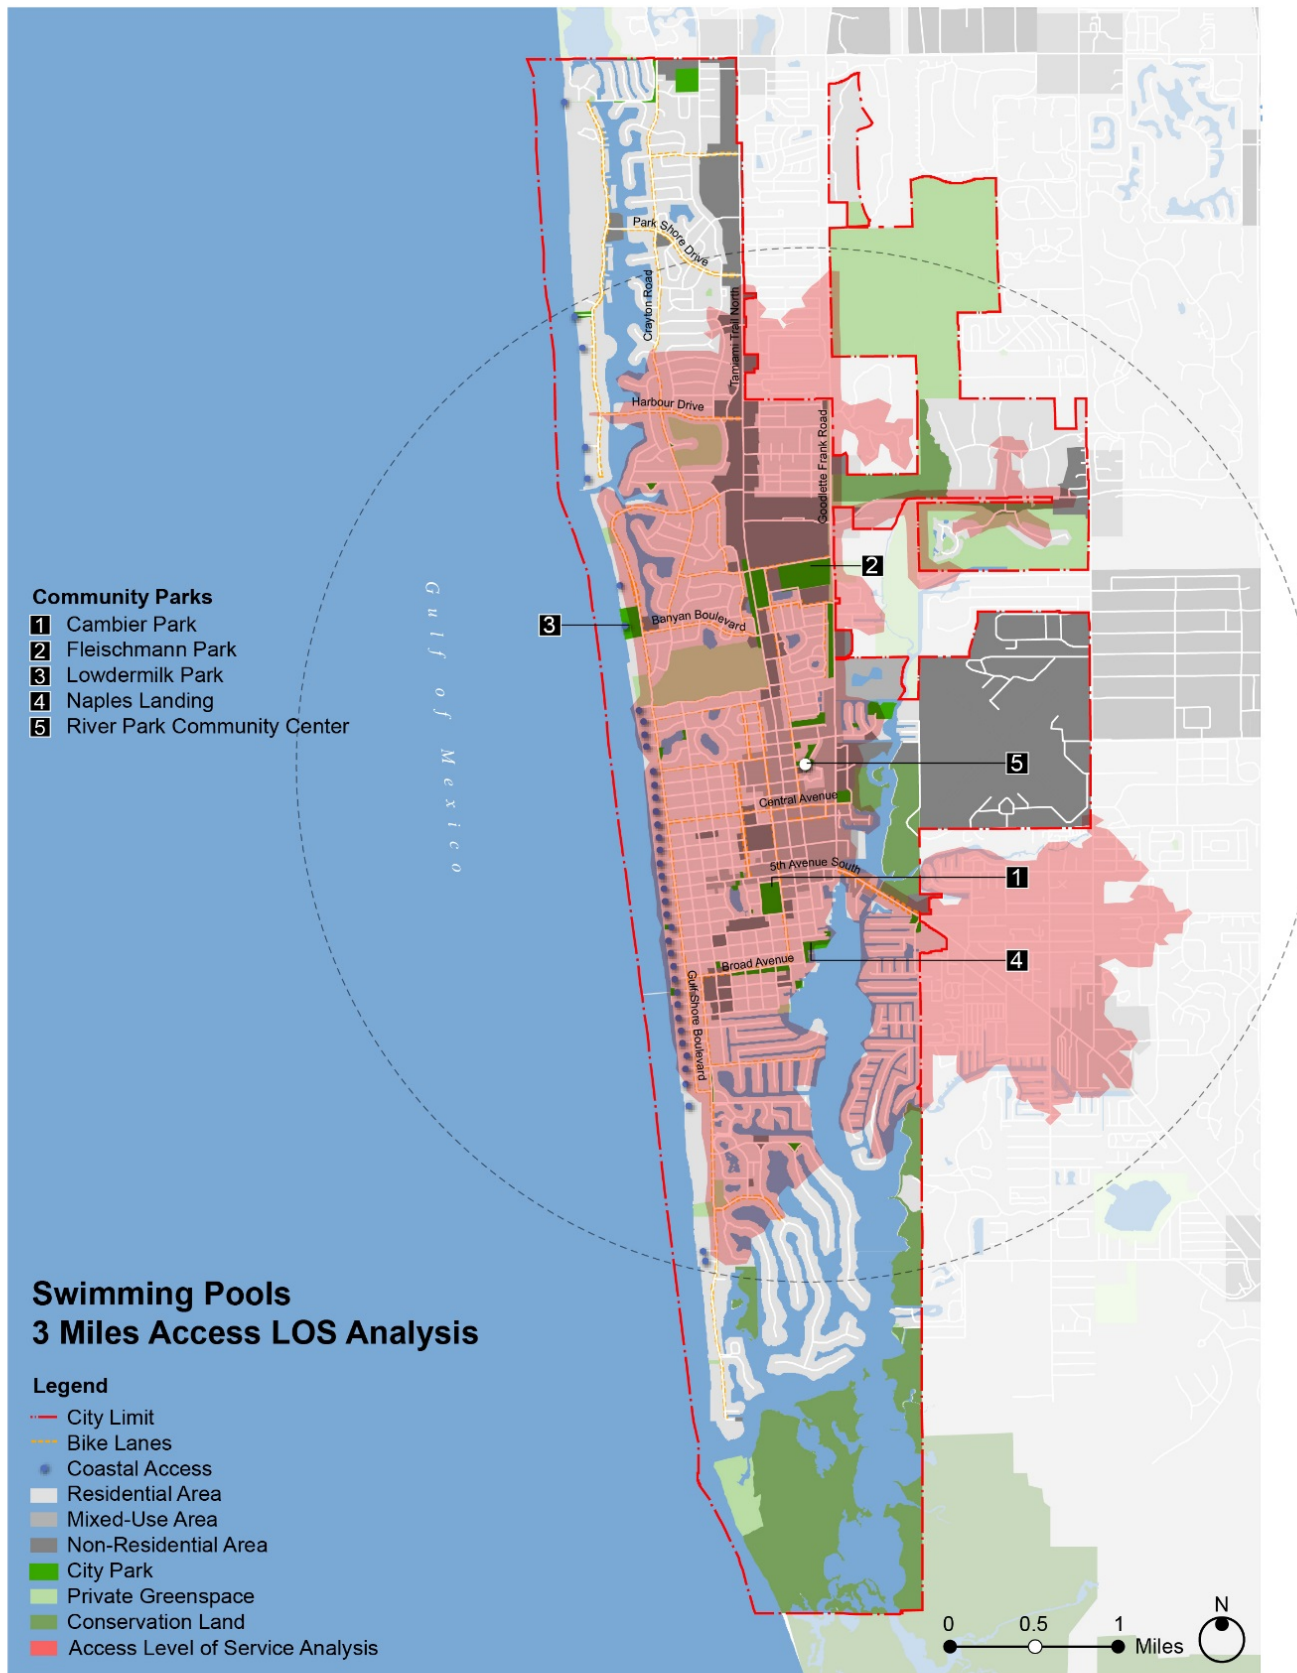 Park Shore Drive
Crayton Road
Tamiami Trail North
Harbour Drive
Goodlette Frank Road
2
Community Parks
1 Cambier Park
2 Fleischmann Park
3 Lowdermilk Park
4 Naples Landing
5 River Park Community Center
Gulf of Mexico
3
Banyan Boulevard
5
Central Avenue
5th Avenue South
1
Broad Avenue
4
Gulf Shore Boulevard
Swimming Pools
3 Miles Access LOS Analysis
Legend
City Limit
Bike Lanes
Coastal Access
Residential Area
Mixed-Use Area
Non-Residential Area
City Park
Private Greenspace
Conservation Land
Access Level of Service Analysis
0 0.5 1
Miles
N